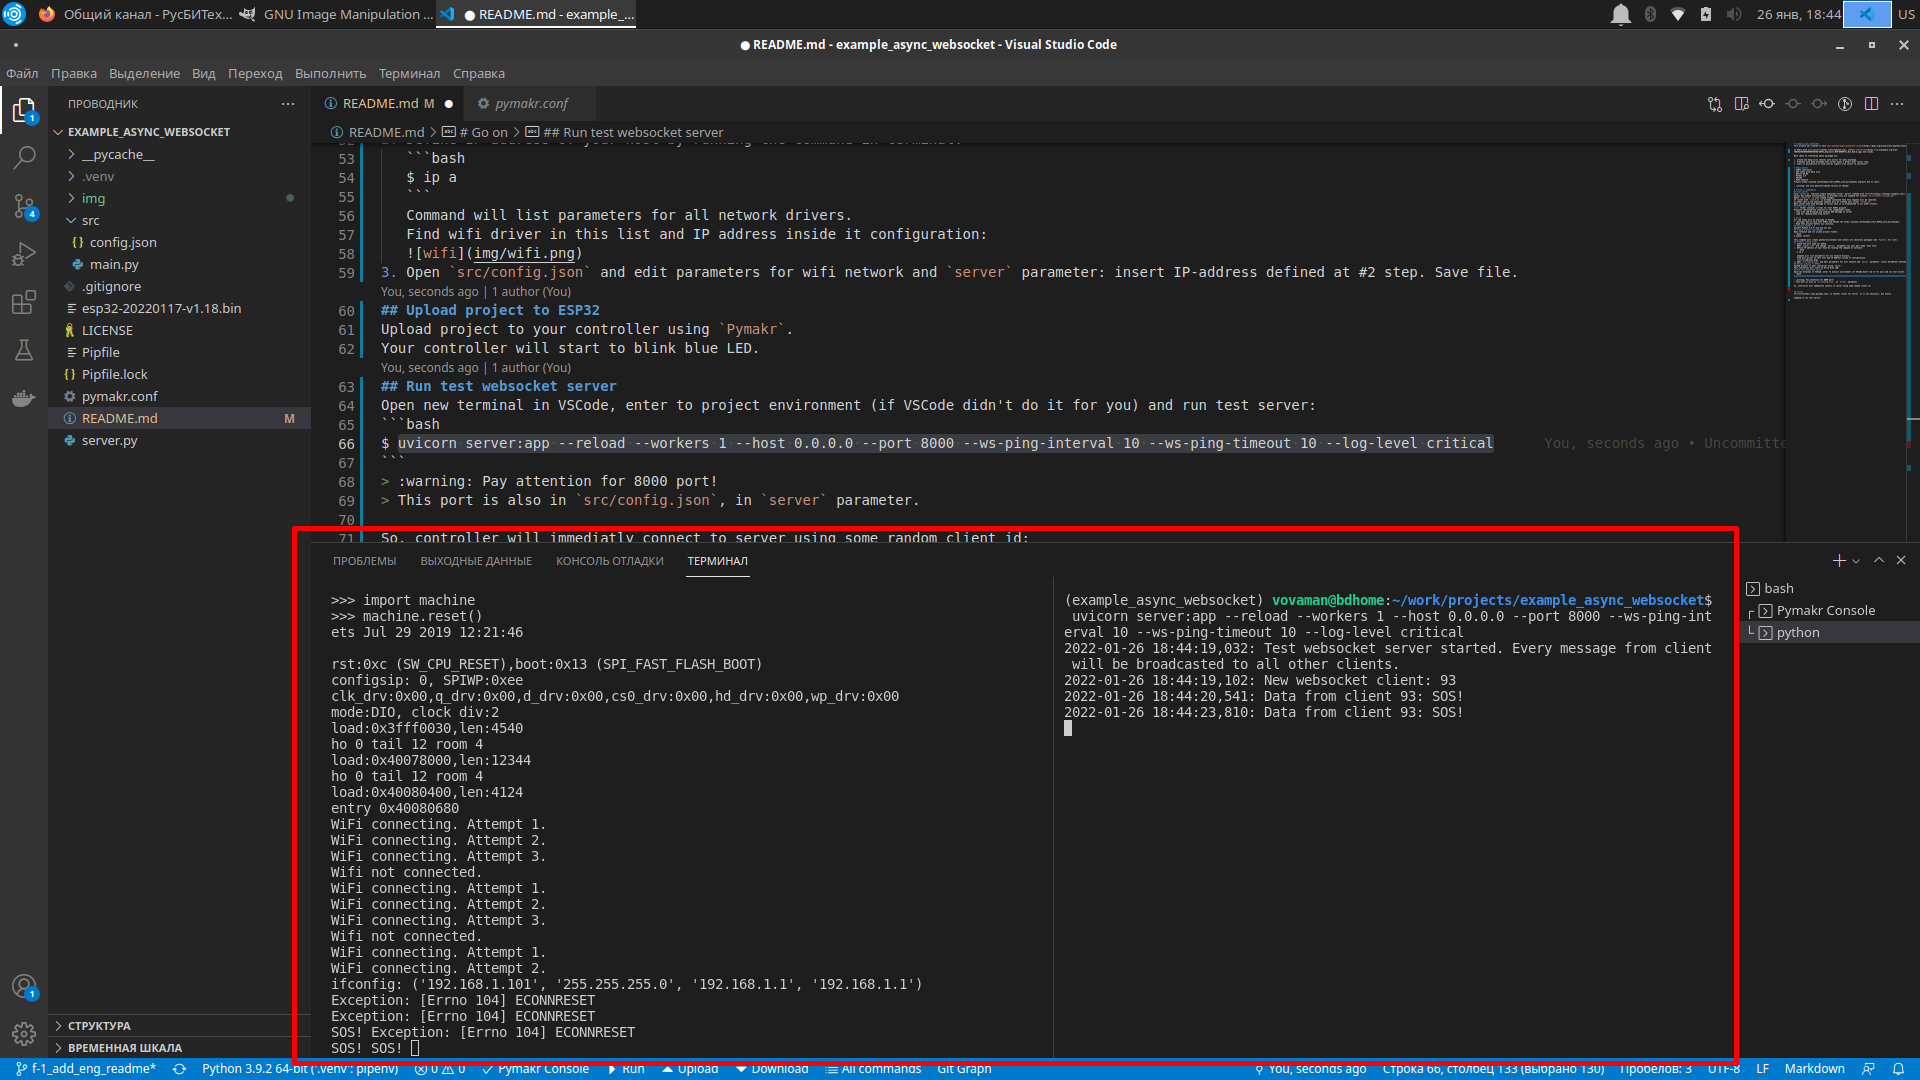 Общий канал - РусБИТех...
GNU Image Manipulation ...
● README.md - example_...
26 янв, 18:44
US
● README.md - example_async_websocket - Visual Studio Code
Файл Правка Выделение Вид Переход Выполнить Терминал Справка
ПРОВОДНИК
EXAMPLE_ASYNC_WEBSOCKET
__pycache__
.venv
img
src
config.json
main.py
.gitignore
esp32-20220117-v1.18.bin
LICENSE
Pipfile
Pipfile.lock
pymakr.conf
README.md M
server.py
СТРУКТУРА
ВРЕМЕННАЯ ШКАЛА
1
4
1
README.md M ●
pymakr.conf
README.md > # Go on > ## Run test websocket server
53 ```bash
54 $ ip a
55 ```
56 Command will list parameters for all network drivers.
57 Find wifi driver in this list and IP address inside it configuration:
58 ![wifi](img/wifi.png)
59 3. Open `src/config.json` and edit parameters for wifi network and `server` parameter: insert IP-address defined at #2 step. Save file.
You, seconds ago | 1 author (You)
60 ## Upload project to ESP32
61 Upload project to your controller using `Pymakr`.
62 Your controller will start to blink blue LED.
You, seconds ago | 1 author (You)
63 ## Run test websocket server
64 Open new terminal in VSCode, enter to project environment (if VSCode didn't do it for you) and run test server:
65 ```bash
66 $ uvicorn server:app --reload --workers 1 --host 0.0.0.0 --port 8000 --ws-ping-interval 10 --ws-ping-timeout 10 --log-level critical You, seconds ago • Uncommitte
67 ```
68 > :warning: Pay attention for 8000 port!
69 > This port is also in `src/config.json`, in `server` parameter.
70
71 So, controller will immediatly connect to server using some random client id:
ПРОБЛЕМЫ ВЫХОДНЫЕ ДАННЫЕ КОНСОЛЬ ОТЛАДКИ ТЕРМИНАЛ
>>> import machine
>>> machine.reset()
ets Jul 29 2019 12:21:46
rst:0xc (SW_CPU_RESET),boot:0x13 (SPI_FAST_FLASH_BOOT)
configsip: 0, SPIWP:0xee
clk_drv:0x00,q_drv:0x00,d_drv:0x00,cs0_drv:0x00,hd_drv:0x00,wp_drv:0x00
mode:DIO, clock div:2
load:0x3fff0030,len:4540
ho 0 tail 12 room 4
load:0x40078000,len:12344
ho 0 tail 12 room 4
load:0x40080400,len:4124
entry 0x40080680
WiFi connecting. Attempt 1.
WiFi connecting. Attempt 2.
WiFi connecting. Attempt 3.
Wifi not connected.
WiFi connecting. Attempt 1.
WiFi connecting. Attempt 2.
WiFi connecting. Attempt 3.
Wifi not connected.
WiFi connecting. Attempt 1.
WiFi connecting. Attempt 2.
ifconfig: ('192.168.1.101', '255.255.255.0', '192.168.1.1', '192.168.1.1')
Exception: [Errno 104] ECONNRESET
Exception: [Errno 104] ECONNRESET
SOS! Exception: [Errno 104] ECONNRESET
SOS! SOS!
(example_async_websocket) vovaman@bdhome:~/work/projects/example_async_websocket$
uvicorn server:app --reload --workers 1 --host 0.0.0.0 --port 8000 --ws-ping-int
erval 10 --ws-ping-timeout 10 --log-level critical
2022-01-26 18:44:19,032: Test websocket server started. Every message from client
will be broadcasted to all other clients.
2022-01-26 18:44:19,102: New websocket client: 93
2022-01-26 18:44:20,541: Data from client 93: SOS!
2022-01-26 18:44:23,810: Data from client 93: SOS!
bash
Pymakr Console
python
f-1_add_eng_readme* Python 3.9.2 64-bit ('.venv': pipenv) 0 0 Pymakr Console Run Upload Download All commands Git Graph You, seconds ago Строка 66, столбец 133 (выбрано 130) Пробелов: 3 UTF-8 LF Markdown